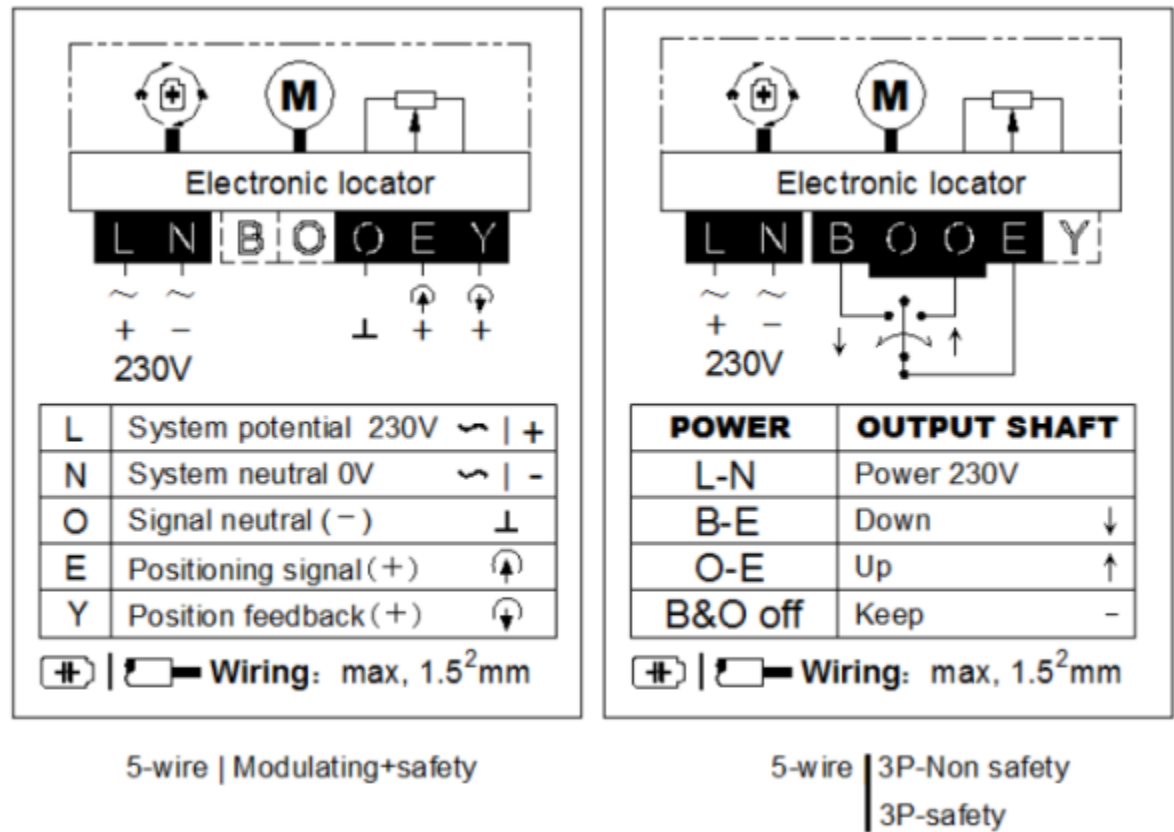 M
Electronic locator
L N B O O E Y
~ ~
+ − ⊥ + +
230V
L System potential 230V ~ | +
N System neutral 0V ~ | -
O Signal neutral (−) ⊥
E Positioning signal(+)
Y Position feedback(+)
| Wiring: max, 1.5²mm
5-wire | Modulating+safety
M
Electronic locator
L N B O O E Y
~ ~
+ − ↓ ↑
230V
POWER OUTPUT SHAFT
L-N Power 230V
B-E Down ↓
O-E Up ↑
B&O off Keep -
| Wiring: max, 1.5²mm
5-wire | 3P-Non safety
3P-safety